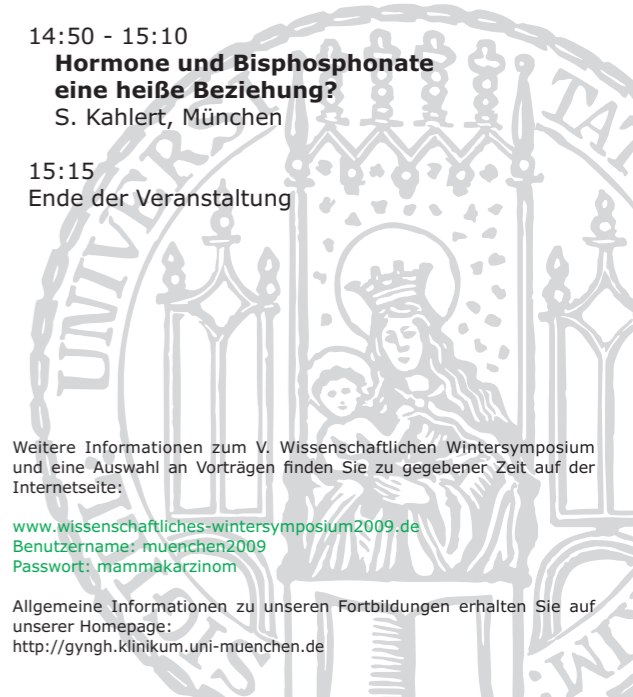 14:50 - 15:10
Hormone und Bisphosphonate
eine heiße Beziehung?
S. Kahlert, München
15:15
Ende der Veranstaltung
Weitere Informationen zum V. Wissenschaftlichen Wintersymposium
und eine Auswahl an Vorträgen finden Sie zu gegebener Zeit auf der
Internetseite:
www.wissenschaftliches-wintersymposium2009.de
Benutzername: muenchen2009
Passwort: mammakarzinom
Allgemeine Informationen zu unseren Fortbildungen erhalten Sie auf
unserer Homepage:
http://gyngh.klinikum.uni-muenchen.de
UNIVERSI
TAT
SIGI